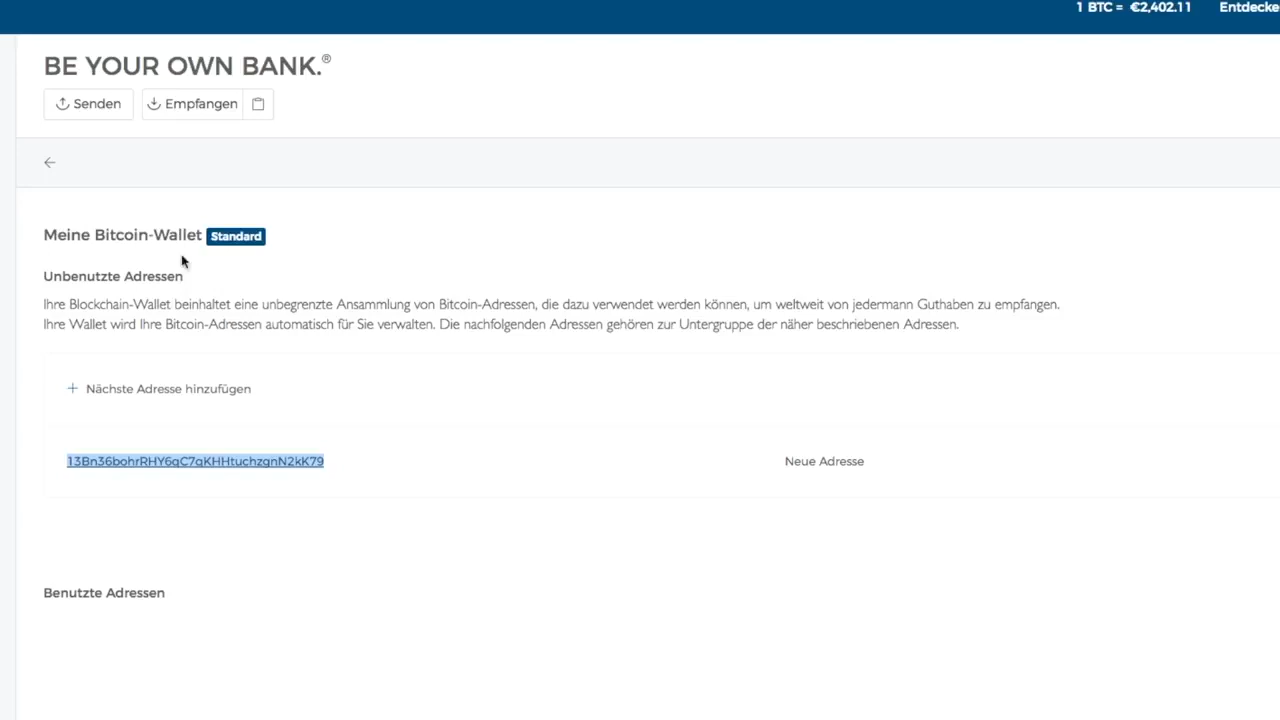 1 BTC = €2,402.11 Entdecke
BE YOUR OWN BANK.®
Senden Empfangen
Meine Bitcoin-Wallet Standard
Unbenutzte Adressen
Ihre Blockchain-Wallet beinhaltet eine unbegrenzte Ansammlung von Bitcoin-Adressen, die dazu verwendet werden können, um weltweit von jedermann Guthaben zu empfangen.
Ihre Wallet wird Ihre Bitcoin-Adressen automatisch für Sie verwalten. Die nachfolgenden Adressen gehören zur Untergruppe der näher beschriebenen Adressen.
+ Nächste Adresse hinzufügen
13Bn36bohrRHY6gC7gKHHtuchzgnN2kK79 Neue Adresse
Benutzte Adressen